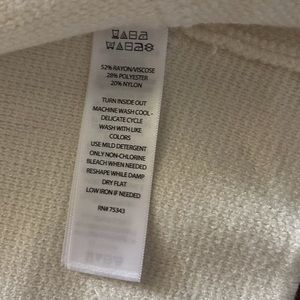 52% RAYON/VISCOSE
28% POLYESTER
20% NYLON
TURN INSIDE OUT
MACHINE WASH COOL -
DELICATE CYCLE
WASH WITH LIKE
COLORS
USE MILD DETERGENT
ONLY NON-CHLORINE
BLEACH WHEN NEEDED
RESHAPE WHILE DAMP
DRY FLAT
LOW IRON IF NEEDED
RN# 75343